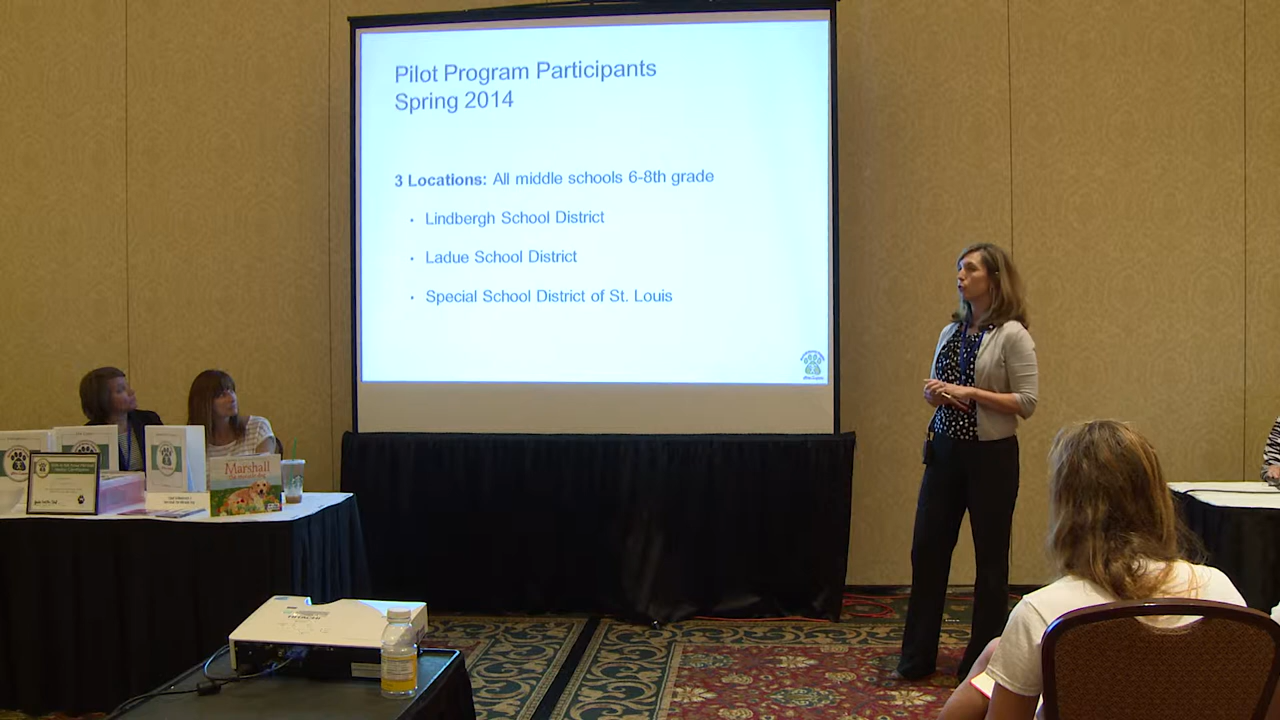 Pilot Program Participants
Spring 2014
3 Locations: All middle schools 6-8th grade
• Lindbergh School District
• Ladue School District
• Special School District of St. Louis
Marshall
HITACHI